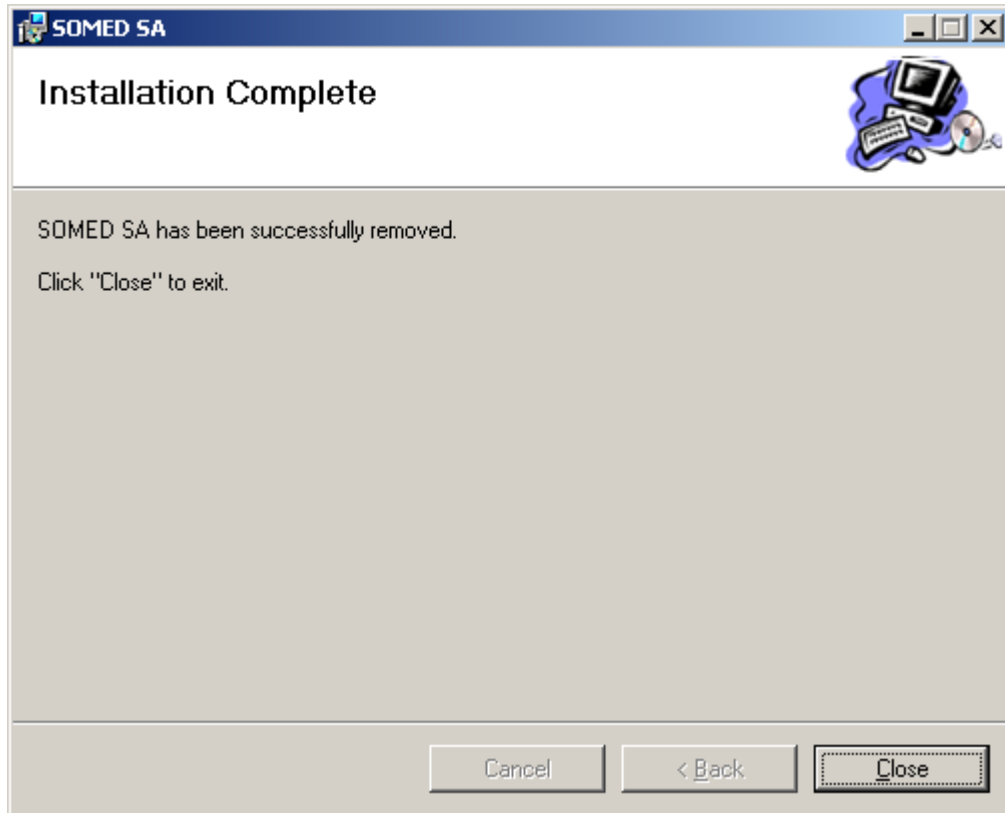 SOMED SA
Installation Complete
SOMED SA has been successfully removed.
Click "Close" to exit.
Cancel
< Back
Close